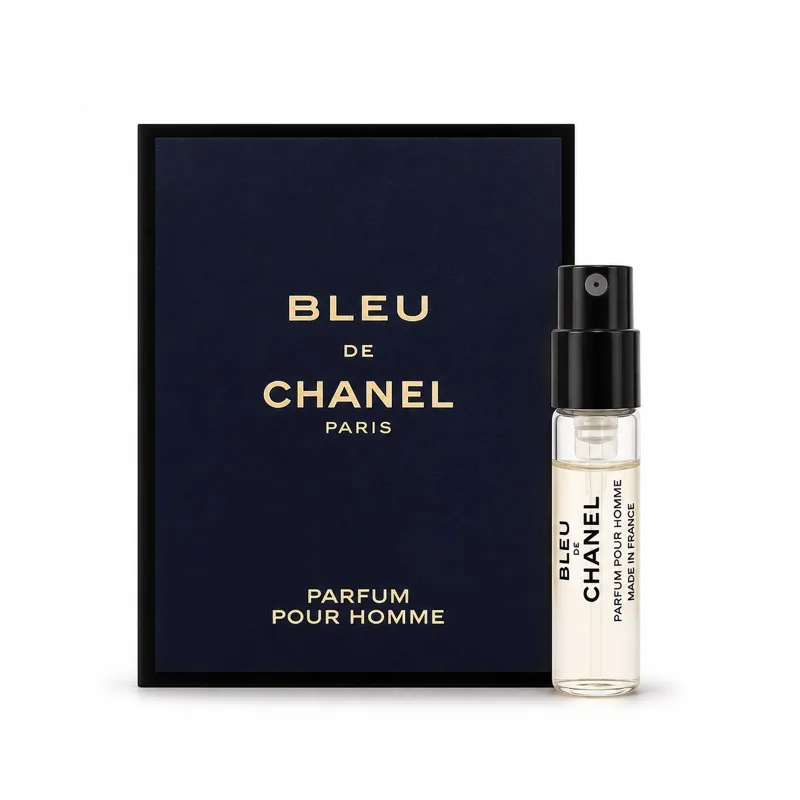 BLEU
DE
CHANEL
PARIS
PARFUM
POUR HOMME
BLEU
DE
CHANEL
PARFUM POUR HOMME
MADE IN FRANCE